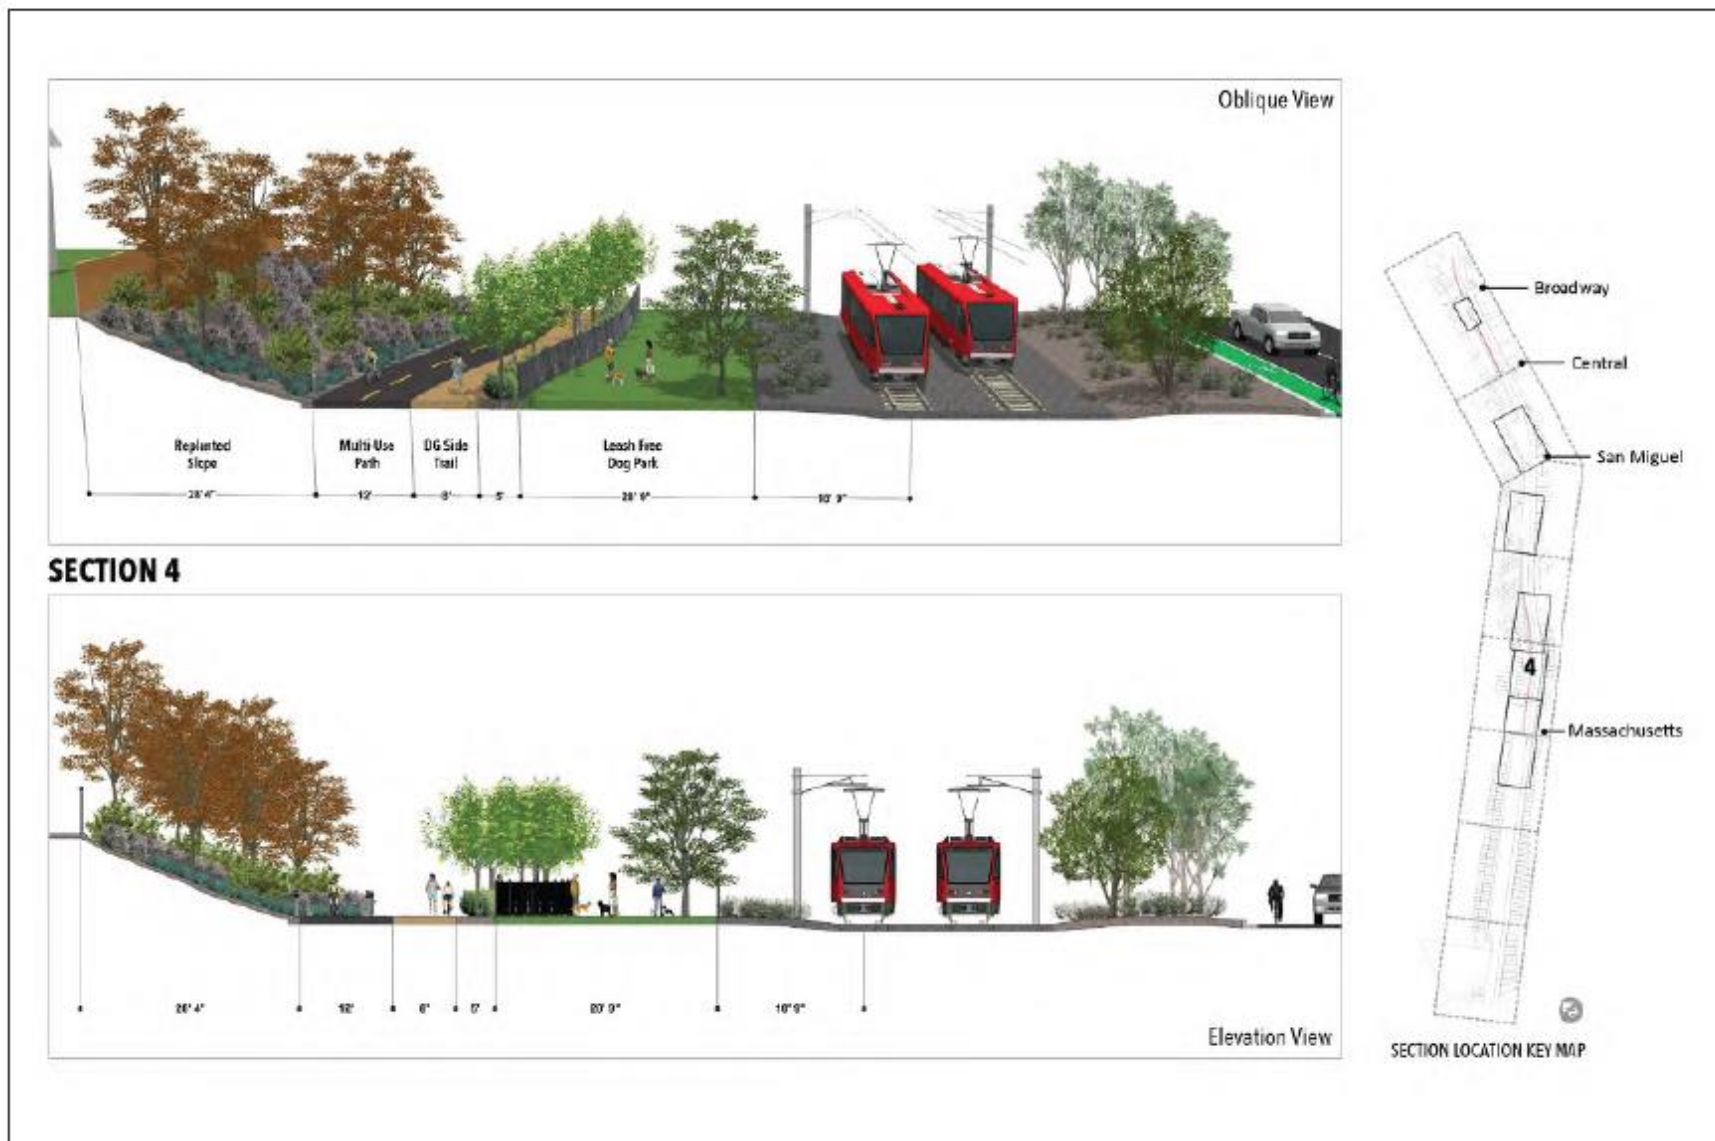 Oblique View
Replanted
Slope
Multi-Use
Path
DG Side
Trail
Leash Free
Dog Park
12'
5'
SECTION 4
12'
5'
Elevation View
Broadway
Central
San Miguel
4
Massachusetts
SECTION LOCATION KEY MAP